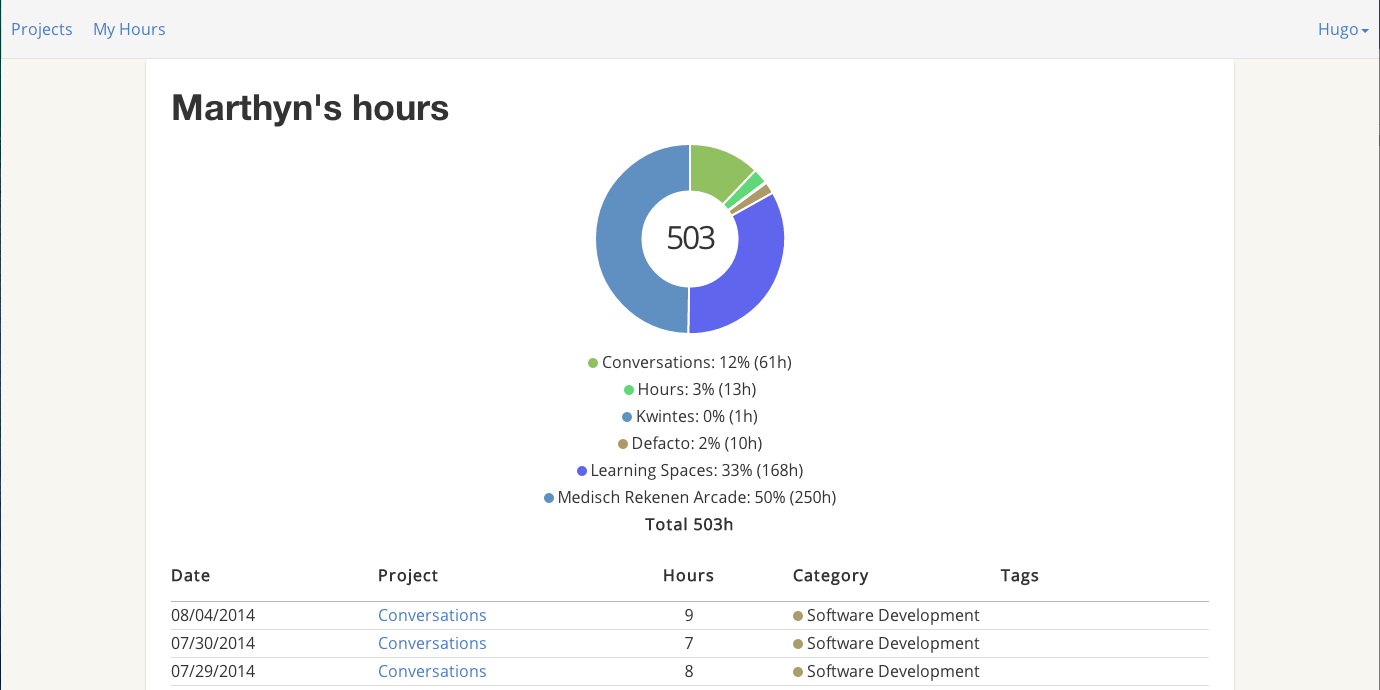 Projects My Hours Hugo
Marthyn's hours
503
Conversations: 12% (61h)
Hours: 3% (13h)
Kwintes: 0% (1h)
Defacto: 2% (10h)
Learning Spaces: 33% (168h)
Medisch Rekenen Arcade: 50% (250h)
Total 503h
Date Project Hours Category Tags
08/04/2014 Conversations 9 Software Development
07/30/2014 Conversations 7 Software Development
07/29/2014 Conversations 8 Software Development